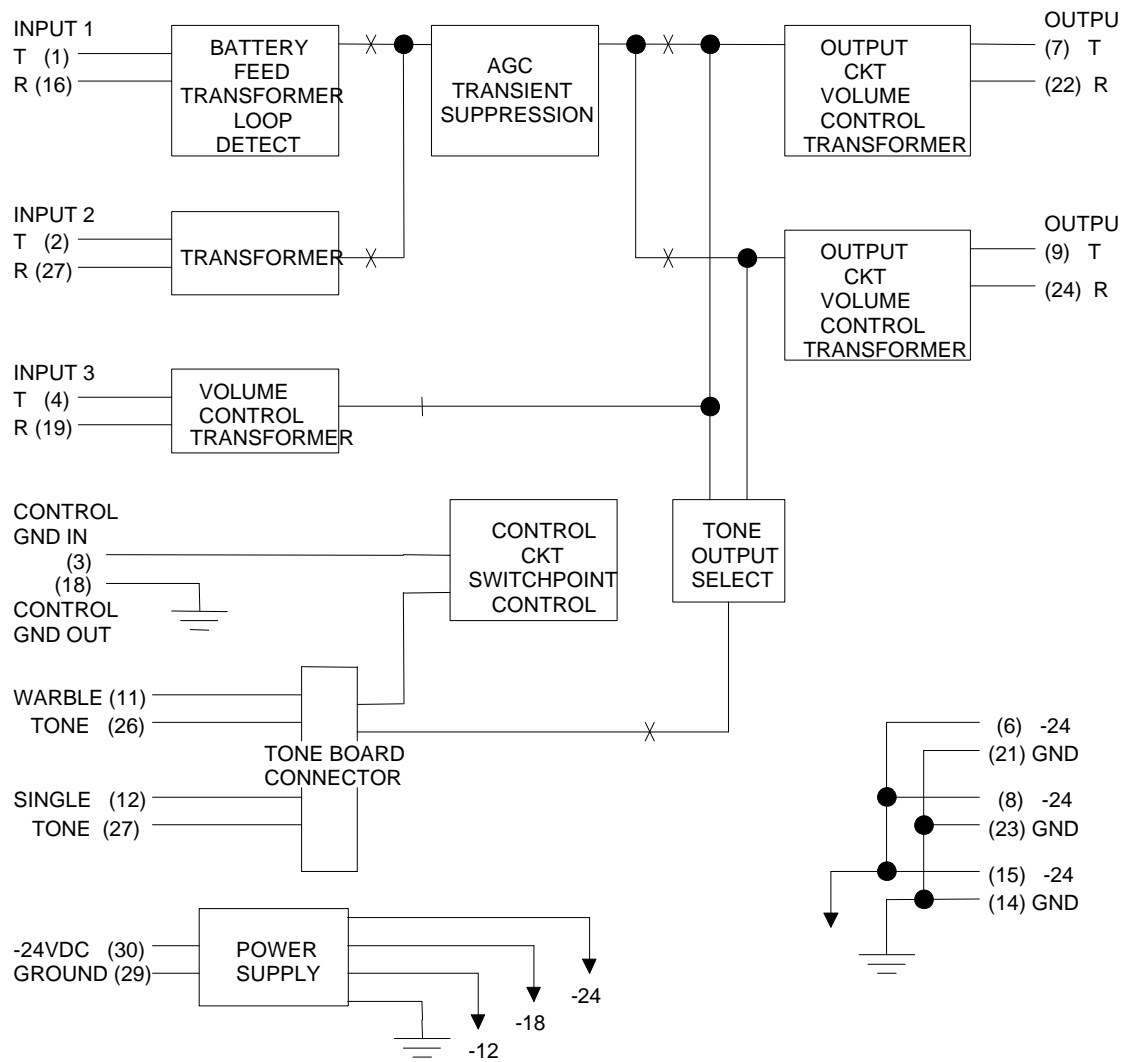 INPUT 1
T (1)
R (16)
BATTERY
FEED
TRANSFORMER
LOOP
DETECT
AGC
TRANSIENT
SUPPRESSION
OUTPUT
CKT
VOLUME
CONTROL
TRANSFORMER
OUTPU
(7) T
(22) R
INPUT 2
T (2)
R (27)
TRANSFORMER
OUTPUT
CKT
VOLUME
CONTROL
TRANSFORMER
OUTPU
(9) T
(24) R
INPUT 3
T (4)
R (19)
VOLUME
CONTROL
TRANSFORMER
CONTROL
GND IN
(3)
(18)
CONTROL
GND OUT
CONTROL
CKT
SWITCHPOINT
CONTROL
TONE
OUTPUT
SELECT
WARBLE (11)
TONE (26)
TONE BOARD
CONNECTOR
SINGLE (12)
TONE (27)
(6) -24
(21) GND
(8) -24
(23) GND
(15) -24
(14) GND
-24VDC (30)
GROUND (29)
POWER
SUPPLY
-24
-18
-12